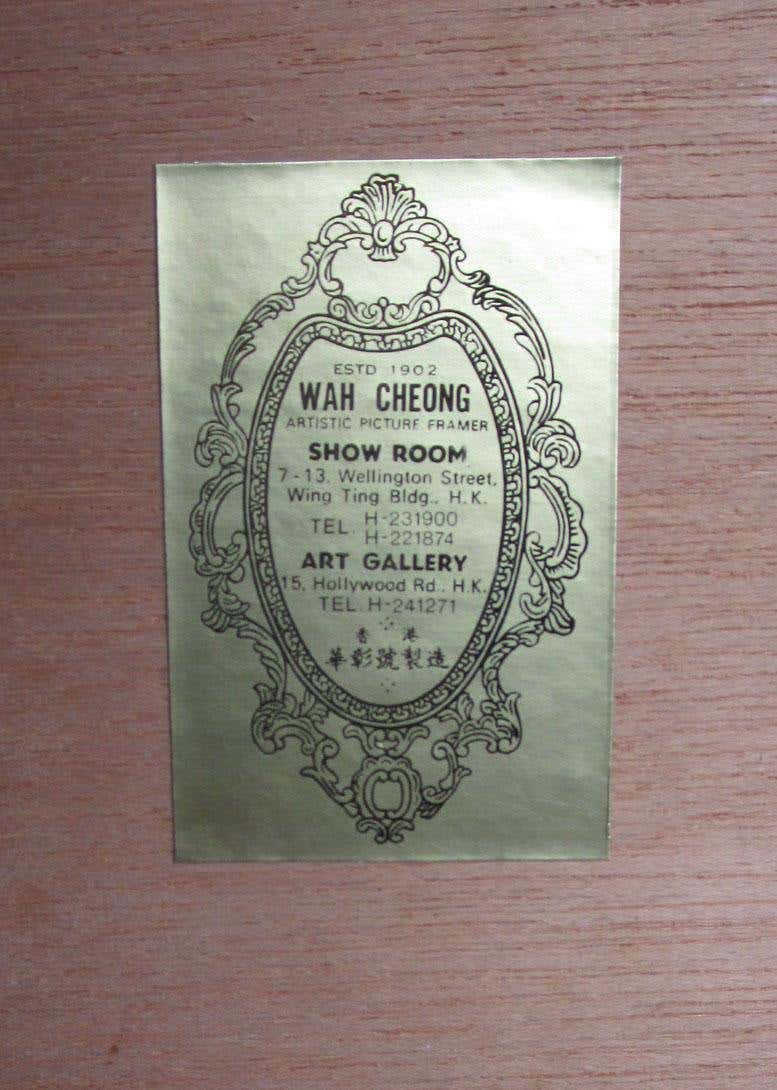 ESTD 1902
WAH CHEONG
ARTISTIC PICTURE FRAMER
SHOW ROOM
7-13, Wellington Street,
Wing Ting Bldg., H.K.
TEL. H-231900
H-221874
ART GALLERY
15, Hollywood Rd., H.K.
TEL. H-241271
香港
華彰號製造